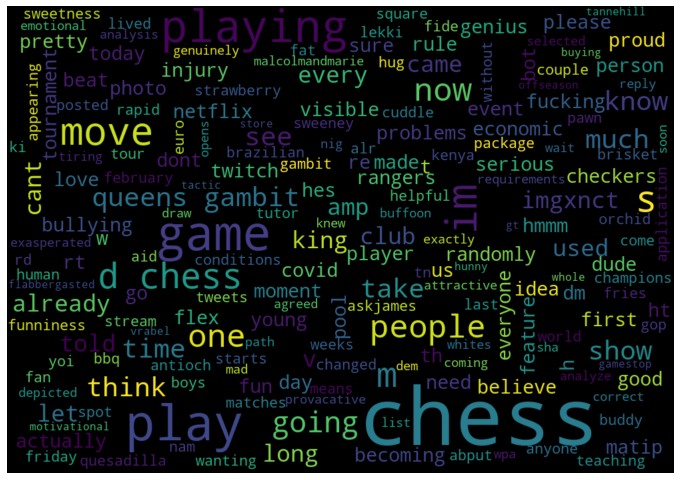 sweetness
playing
lived
square
tannehill
emotional
analysis
lekki
fide
selected
buying
pretty
genuinely
fat
sure
rule
genius
please
proud
today
malcolmandmarie
hug
without
offseason
reply
appearing
tournament
beat
photo
injury
every
came
bot
couple
person
strawberry
now
fucking
know
posted
netflix
visible
cuddle
event
pawn
store
soon
ki
rapid
euro
opens
sweeney
problems
economic
package
wait
move
see
alr
much
brisket
tiring
tour
brazilian
nig
re
made
t
kenya
cant
dont
twitch
rangers
serious
checkers
love
february
gambit
hes
helpful
requirements
application
queens gambit
im
s
tactic
amp
imgxnct
orchid
bullying
draw
tutor
knew
buffoon
exactly
gt
come
w
game
king
club
hmmm
exasperated
rd
rt
aid
conditions
player
randomly
used
dude
champions
flabbergasted
human
d chess
covid
tn
hunny
whole
us
idea
tweets
moment
agreed
take
attractive
dm
fries
already
go
stream
flex
young
pool
askjames
last
everyone
feature
first
ht
gop
funniness
path
weeks
people
world
told
time
one
v
th
whites
h
show
yoi
bbq
antioch
starts
changed
vrabel
mad
dem
coming
sha
gamestop
fan
boys
fun
day
means
m
need
believe
good
depicted
think
matches
provacative
analyze
correct
let
spot
going
list
chess
buddy
motivational
actually
play
long
becoming
abput
wpa
anyone
matip
friday
quesadilla
nam
wanting
teaching